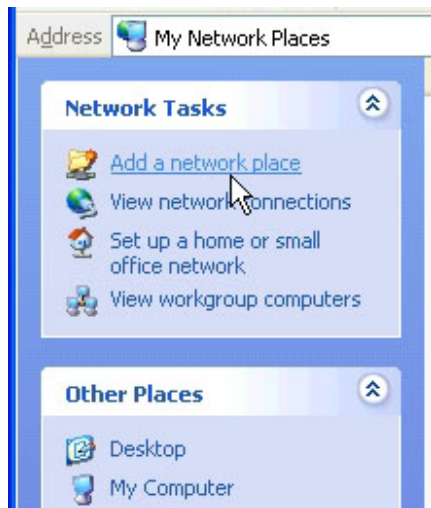 Address My Network Places
Network Tasks
Add a network place
View network connections
Set up a home or small
office network
View workgroup computers
Other Places
Desktop
My Computer